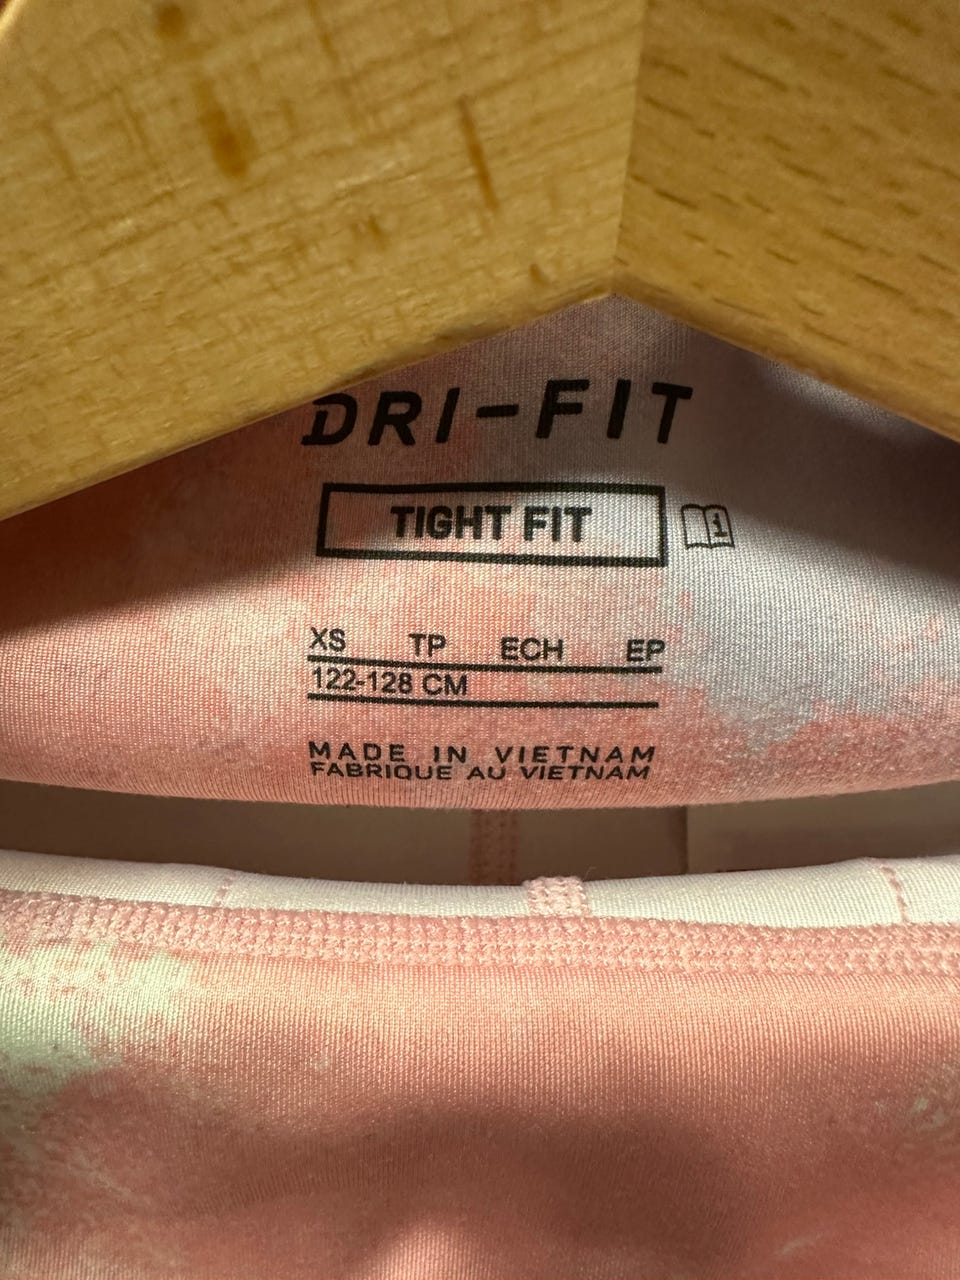 DRI-FIT
TIGHT FIT
XS TP ECH EP
122-128 CM
MADE IN VIETNAM
FABRIQUE AU VIETNAM